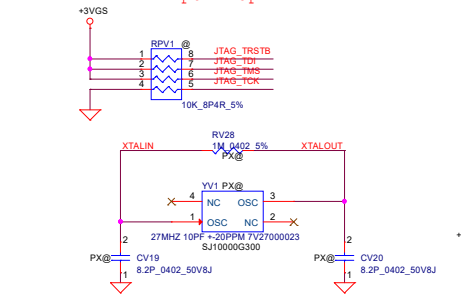 +3VGS
RPV1 @
1 8 JTAG_TRSTB
2 7 JTAG_TDI
3 6 JTAG_TMS
4 5 JTAG_TCK
10K_8P4R_5%
RV28
XTALIN 1M_0402_5% XTALOUT
PX@
YV1 PX@
4 NC OSC 3
1 OSC NC 2
27MHZ 10PF +-20PPM 7V27000023
SJ10000G300
2 2
PX@ CV19 PX@ CV20
8.2P_0402_50V8J 8.2P_0402_50V8J
1 1